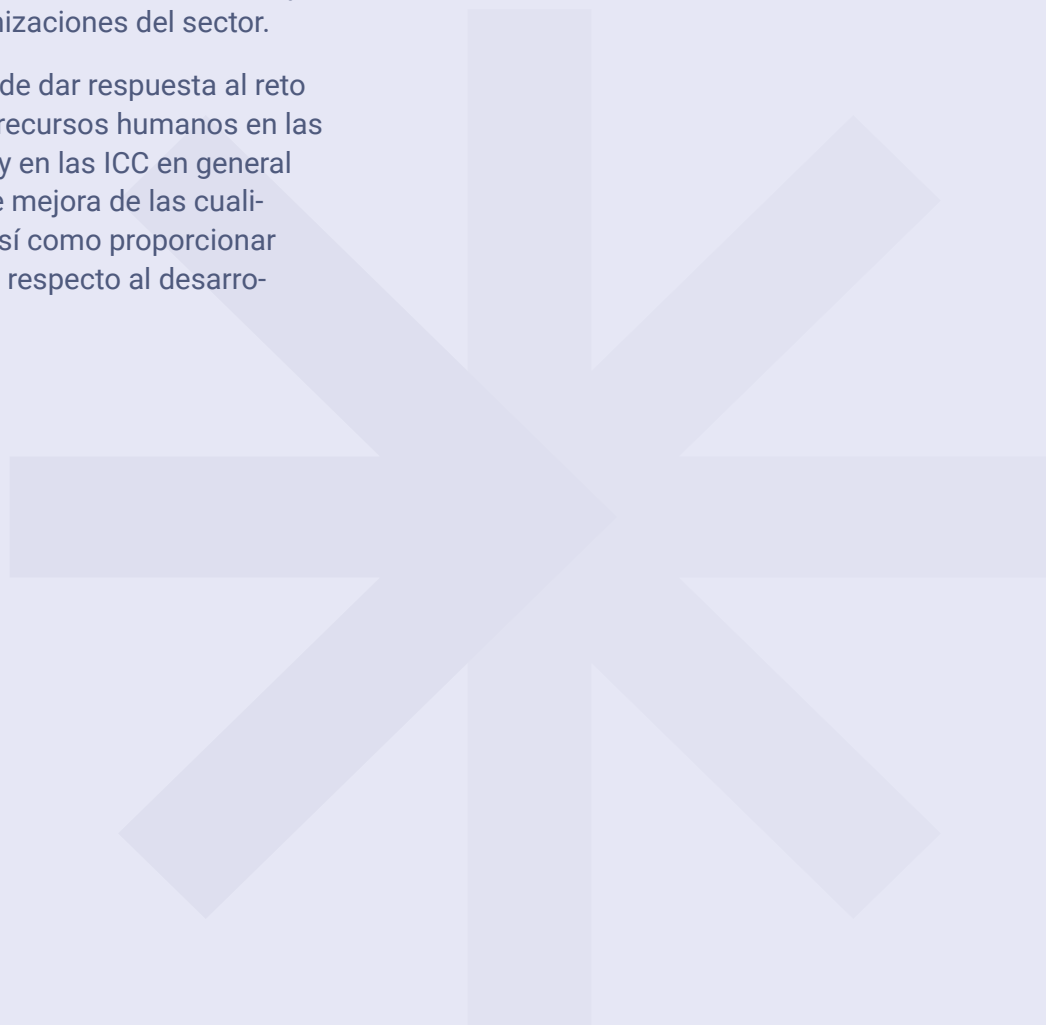 nizaciones del sector.
de dar respuesta al reto
recursos humanos en las
y en las ICC en general
e mejora de las cuali-
sí como proporcionar
respecto al desarro-